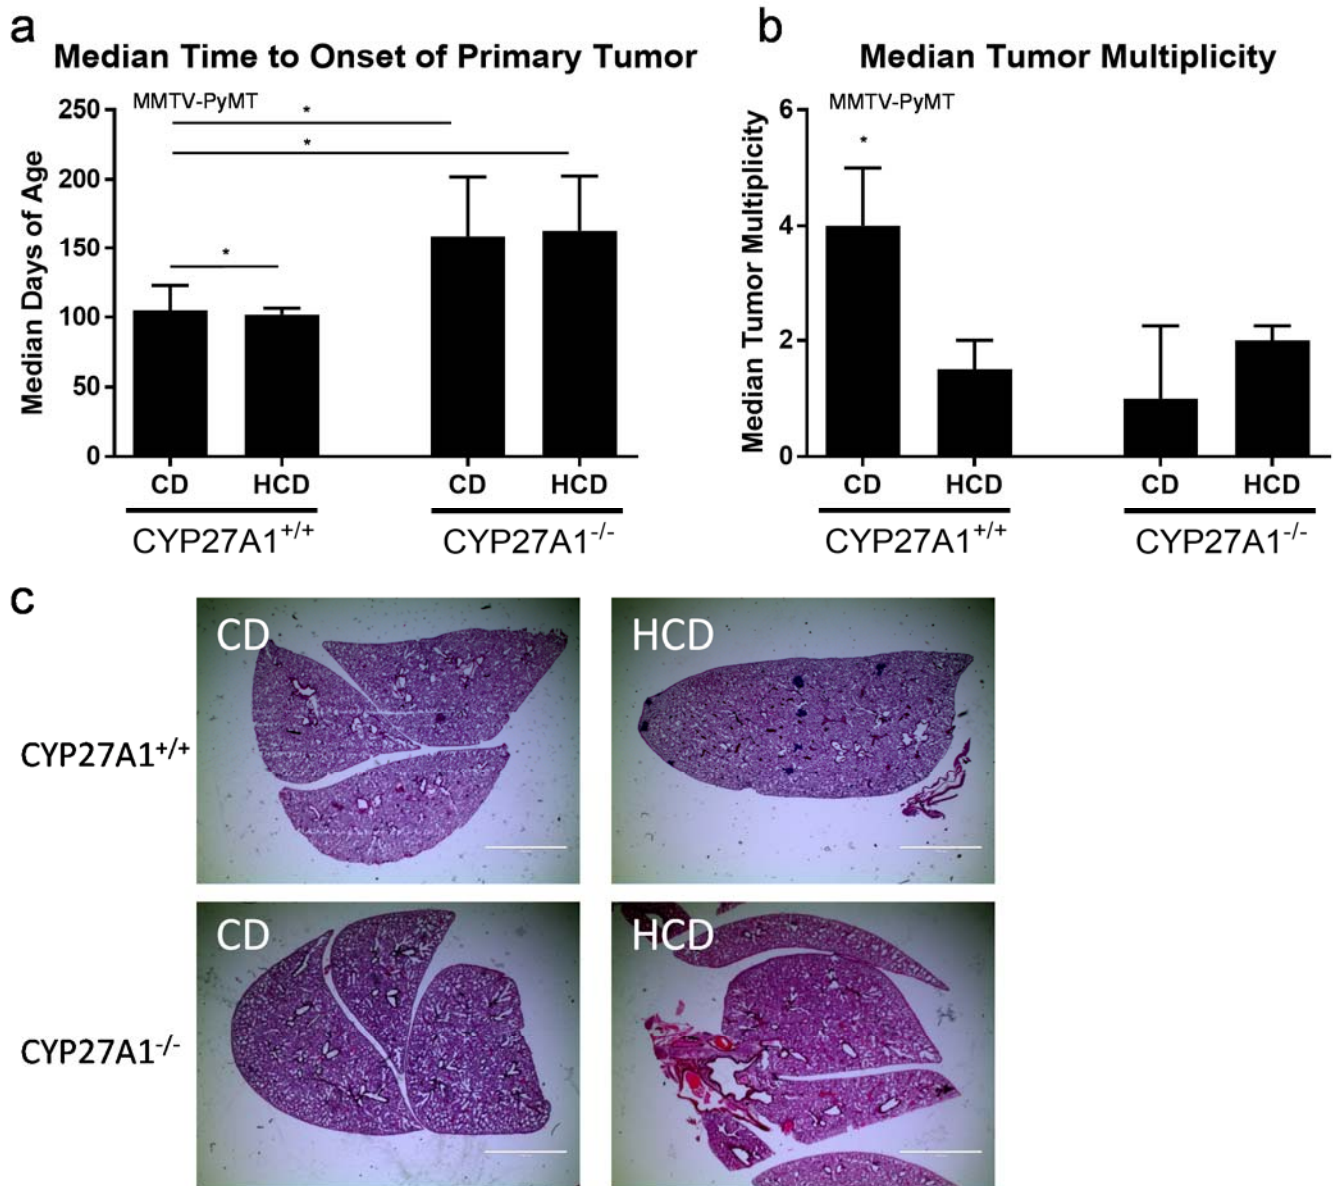 a
Median Time to Onset of Primary Tumor
MMTV-PyMT
Median Days of Age
250
200
150
100
50
0
*
*
*
CD HCD CD HCD
CYP27A1+/+ CYP27A1-/-
b
Median Tumor Multiplicity
MMTV-PyMT
Median Tumor Multiplicity
6
4
2
0
*
CD HCD CD HCD
CYP27A1+/+ CYP27A1-/-
c
CYP27A1+/+
CD
HCD
CYP27A1-/-
CD
HCD